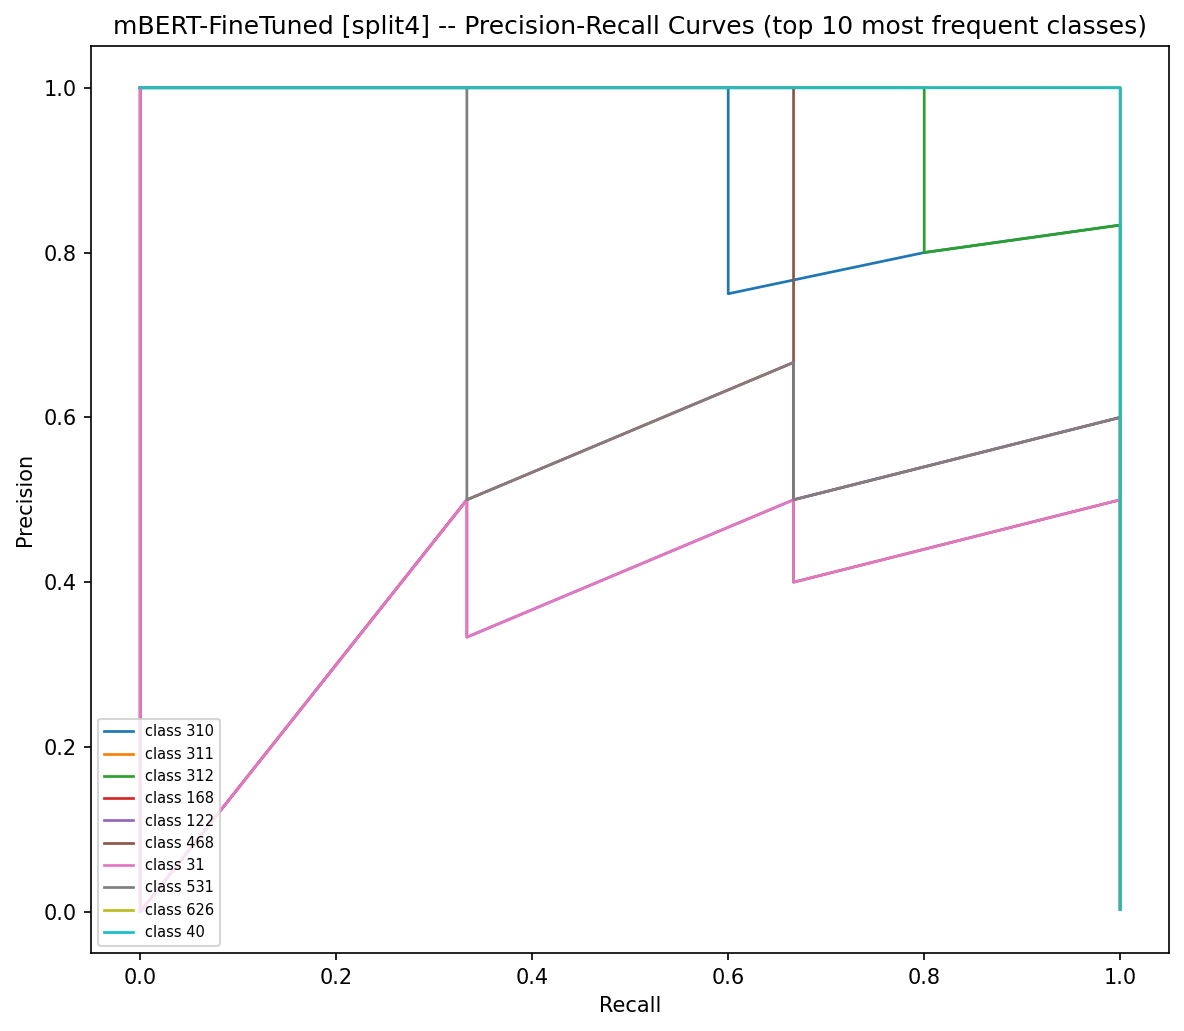 mBERT-FineTuned [split4] -- Precision-Recall Curves (top 10 most frequent classes)
Precision
1.0
0.8
0.6
0.4
0.2
0.0
class 310
class 311
class 312
class 168
class 122
class 468
class 31
class 531
class 626
class 40
0.0 0.2 0.4 0.6 0.8 1.0
Recall